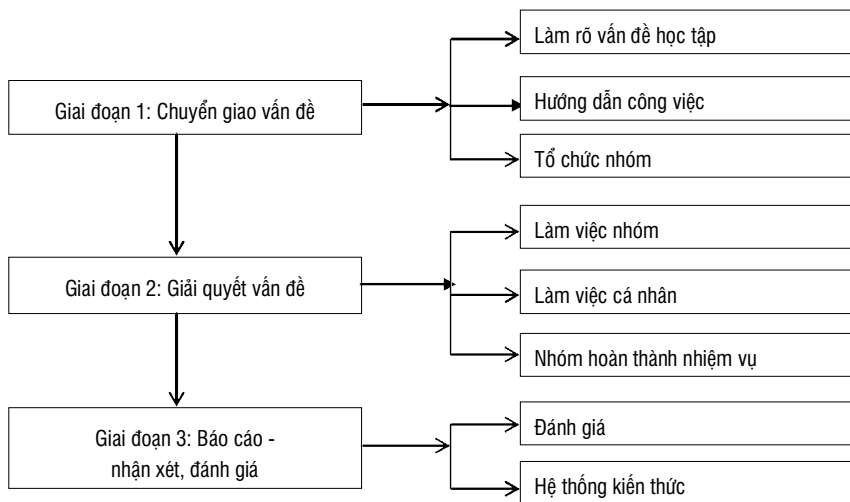 Làm rõ vấn đề học tập
Giai đoạn 1: Chuyển giao vấn đề
Hướng dẫn công việc
Tổ chức nhóm
Làm việc nhóm
Giai đoạn 2: Giải quyết vấn đề
Làm việc cá nhân
Nhóm hoàn thành nhiệm vụ
Giai đoạn 3: Báo cáo -
nhận xét, đánh giá
Đánh giá
Hệ thống kiến thức